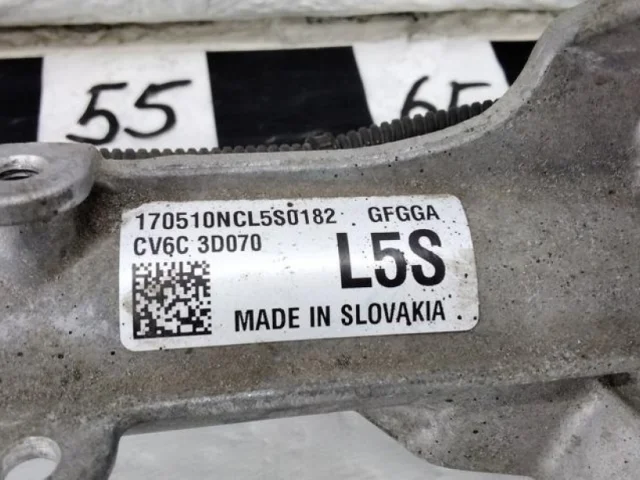 55
65
170510NCL5S0182 GFGGA
CV6C 3D070
L5S
MADE IN SLOVAKIA